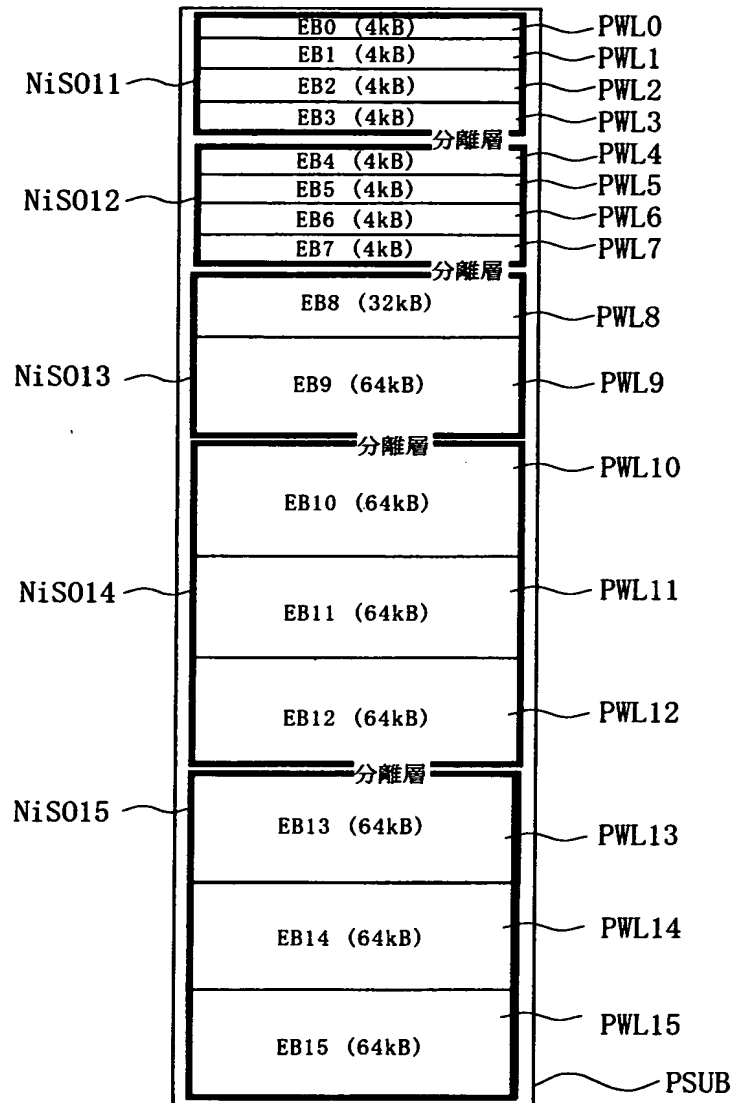 EB0 (4kB) PWL0
EB1 (4kB) PWL1
NiSO11 EB2 (4kB) PWL2
EB3 (4kB) PWL3
分離層
EB4 (4kB) PWL4
EB5 (4kB) PWL5
NiSO12 EB6 (4kB) PWL6
EB7 (4kB) PWL7
分離層
EB8 (32kB) PWL8
NiSO13 EB9 (64kB) PWL9
分離層
PWL10
EB10 (64kB)
NiSO14 EB11 (64kB) PWL11
EB12 (64kB) PWL12
分離層
NiSO15 EB13 (64kB) PWL13
EB14 (64kB) PWL14
EB15 (64kB) PWL15
PSUB